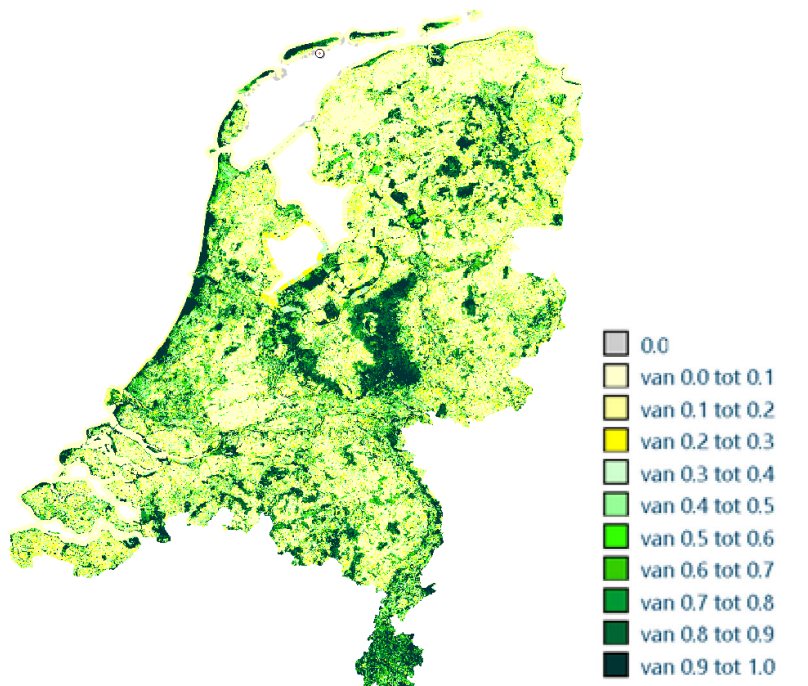 0.0
van 0.0 tot 0.1
van 0.1 tot 0.2
van 0.2 tot 0.3
van 0.3 tot 0.4
van 0.4 tot 0.5
van 0.5 tot 0.6
van 0.6 tot 0.7
van 0.7 tot 0.8
van 0.8 tot 0.9
van 0.9 tot 1.0